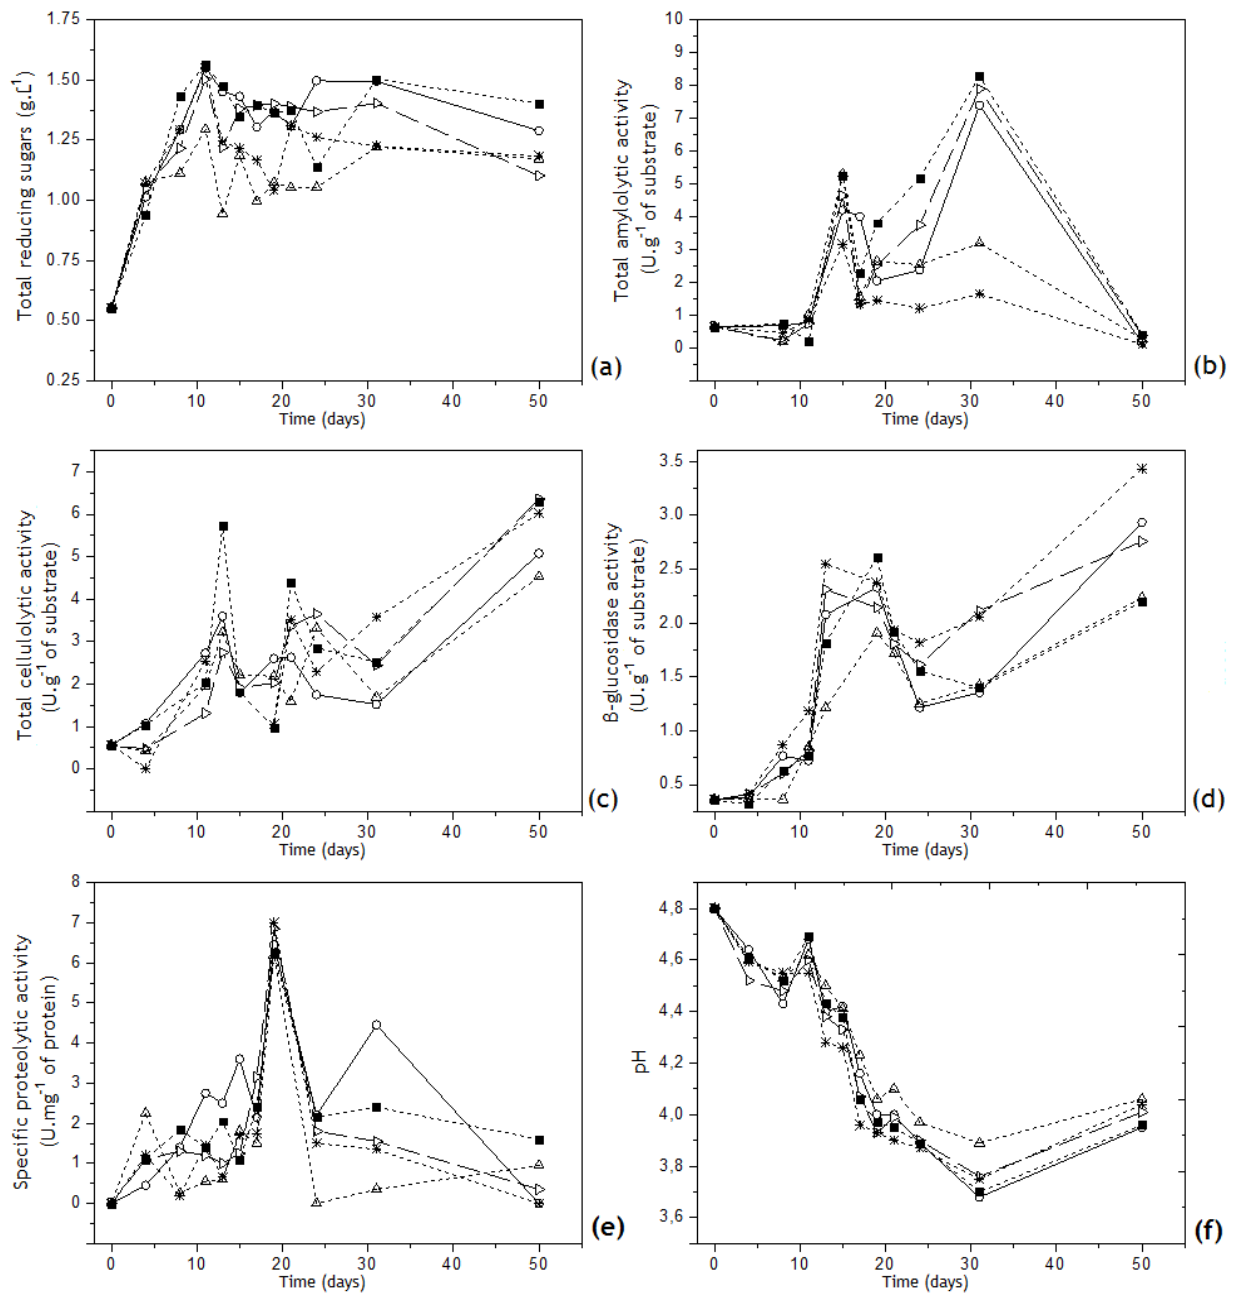 1.75
1.50
1.25
1.00
0.75
0.50
0.25
Total reducing sugars (g.L-1)
0 10 20 30 40 50
Time (days)
(a)
10
9
8
7
6
5
4
3
2
1
0
Total amylolytic activity
(U.g-1 of substrate)
0 10 20 30 40 50
Time (days)
(b)
7
6
5
4
3
2
1
0
Total cellulolytic activity
(U.g-1 of substrate)
0 10 20 30 40 50
Time (days)
(c)
3.5
3.0
2.5
2.0
1.5
1.0
0.5
β-glucosidase activity
(U.g-1 of substrate)
0 10 20 30 40 50
Time (days)
(d)
8
7
6
5
4
3
2
1
0
Specific proteolytic activity
(U.mg-1 of protein)
0 10 20 30 40 50
Time (days)
(e)
4,8
4,6
4,4
4,2
4,0
3,8
3,6
pH
0 10 20 30 40 50
Time (days)
(f)